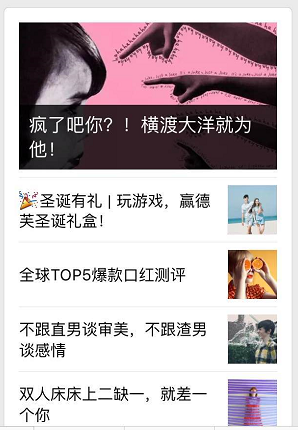 疯了吧你？！横渡大洋就为
他！
🎉圣诞有礼 | 玩游戏，赢德
芙圣诞礼盒！
全球TOP5爆款口红测评
不跟直男谈审美，不跟渣男
谈感情
双人床床上二缺一，就差一
个你